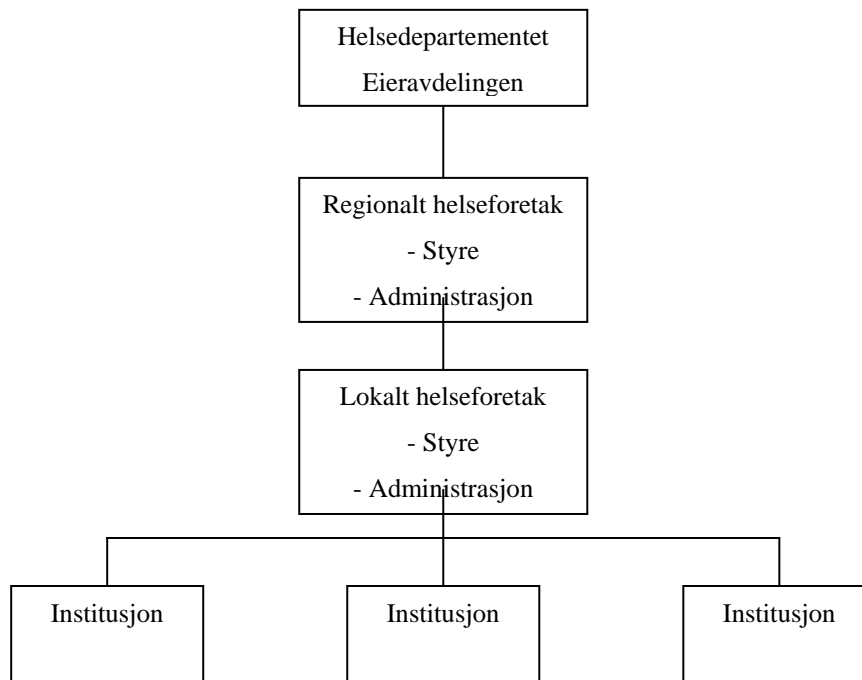 Helsedepartementet
Eieravdelingen
Regionalt helseforetak
- Styre
- Administrasjon
Lokalt helseforetak
- Styre
- Administrasjon
Institusjon
Institusjon
Institusjon